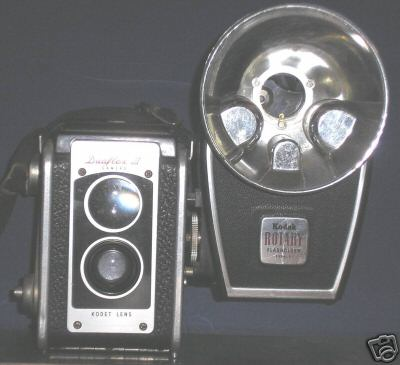 Duaflex II
CAMERA
KODET LENS
Kodak
ROTARY
FLASHOLDER